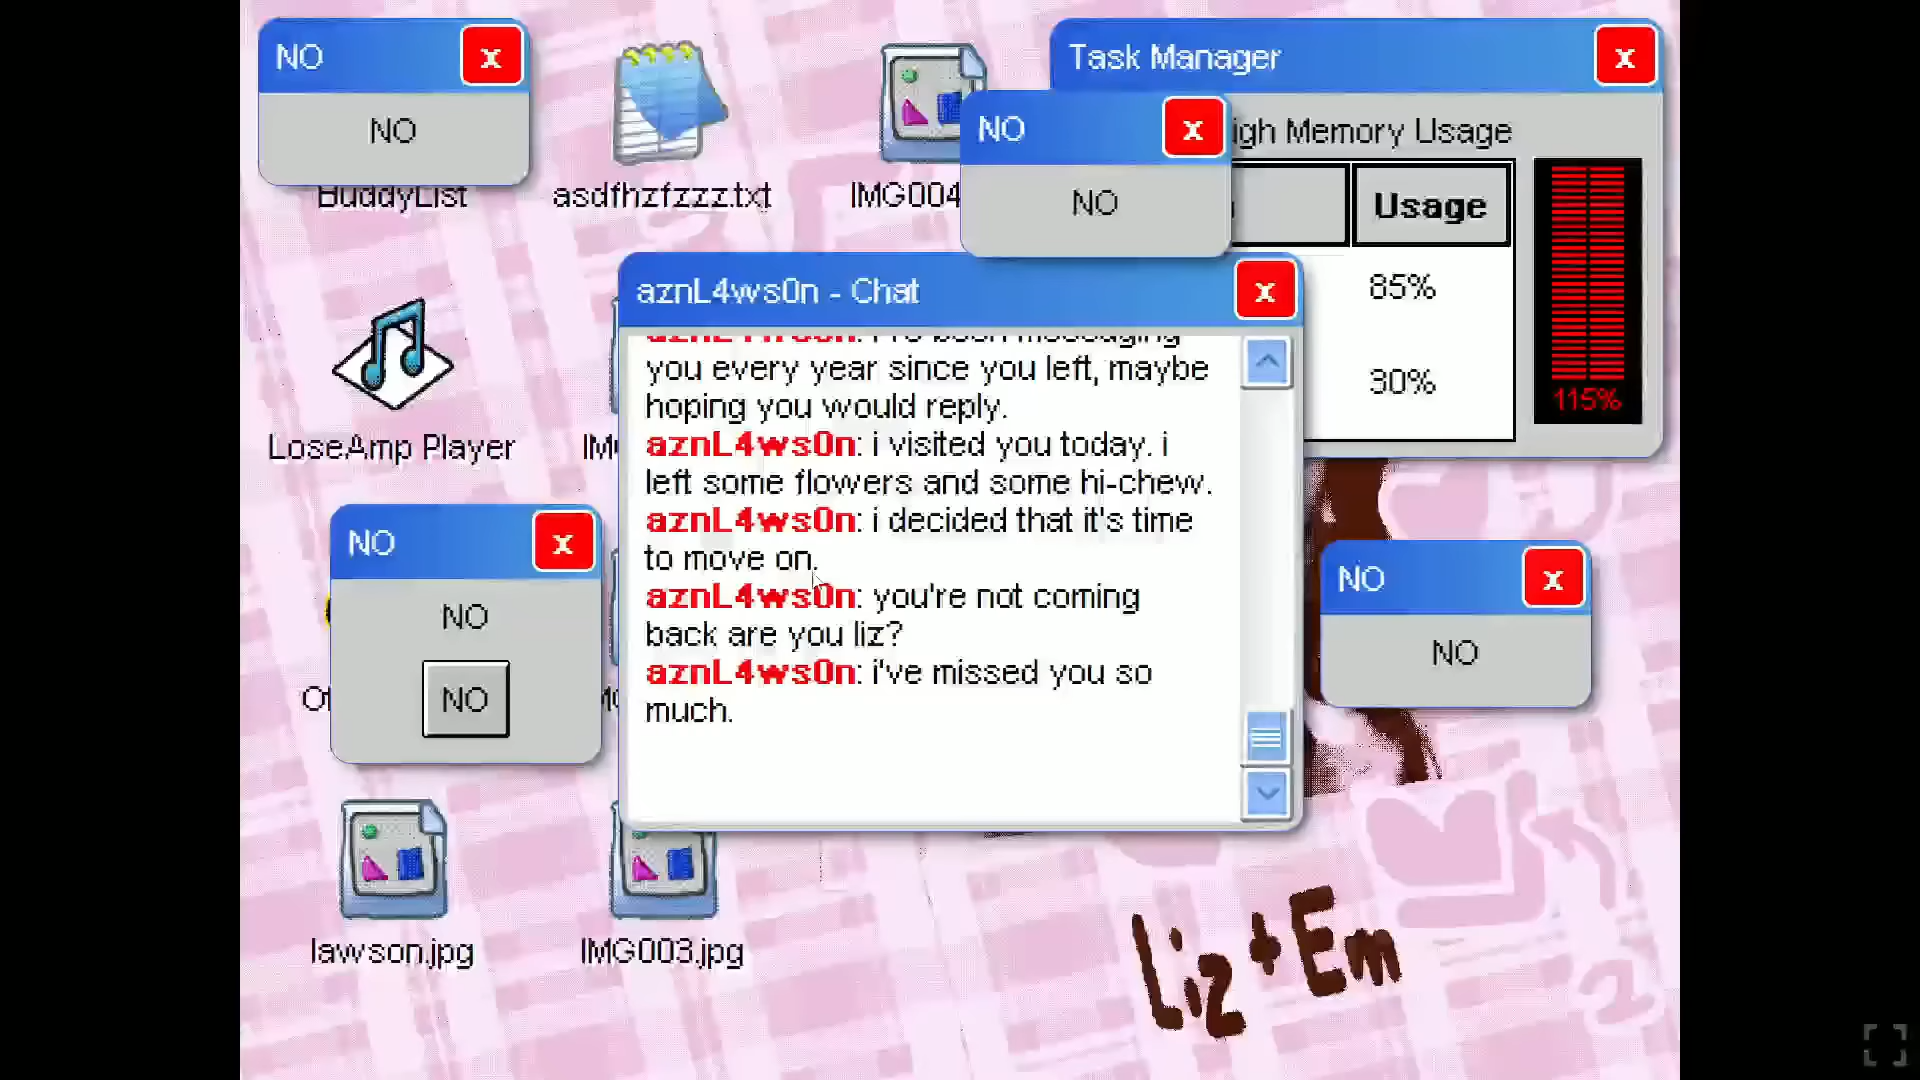 NO
NO
BuddyList
asdfhzfzzz.txt
IMG004
Task Manager
igh Memory Usage
NO
NO
Usage
85%
30%
115%
LoseAmp Player
aznL4ws0n - Chat
aznL4ws0n: i've been messaging
you every year since you left, maybe
hoping you would reply.
aznL4ws0n: i visited you today. i
left some flowers and some hi-chew.
aznL4ws0n: i decided that it's time
to move on.
aznL4ws0n: you're not coming
back are you liz?
aznL4ws0n: i've missed you so
much.
NO
NO
NO
NO
NO
lawson.jpg
IMG003.jpg
Liz + Em